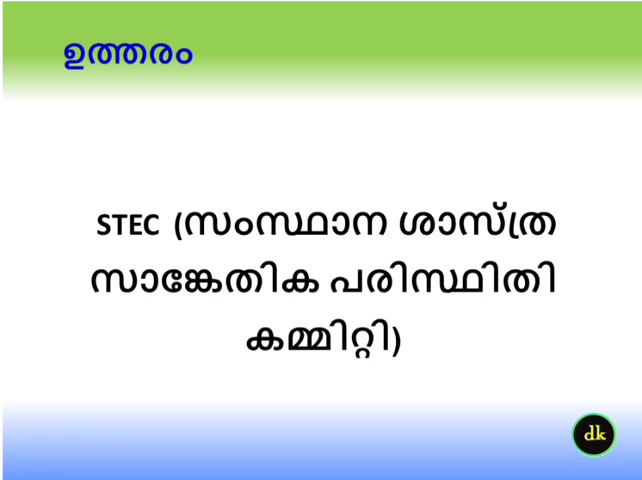 ഉത്തരം
STEC (സംസ്ഥാന ശാസ്ത്ര
സാങ്കേതിക പരിസ്ഥിതി
കമ്മിറ്റി)
dk